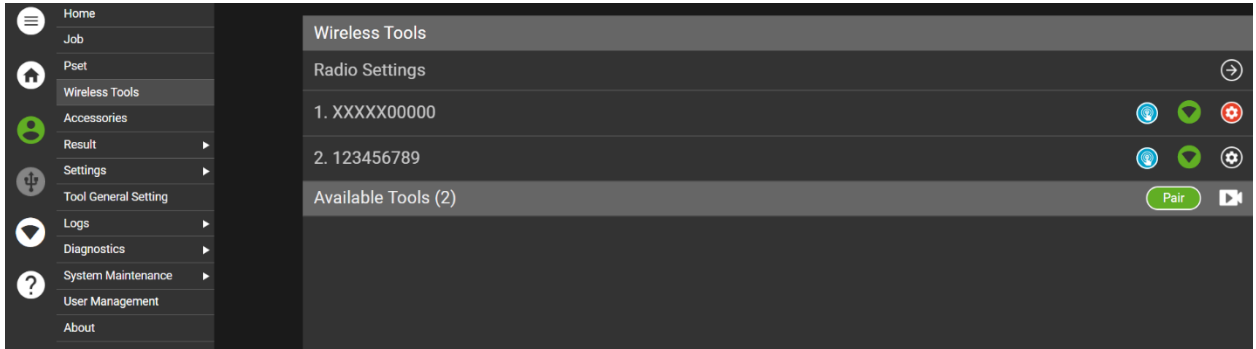 Home
Job
Pset
Wireless Tools
Accessories
Result
Settings
Tool General Setting
Logs
Diagnostics
System Maintenance
User Management
About
Wireless Tools
Radio Settings
1. XXXXX00000
2. 123456789
Available Tools (2)
Pair